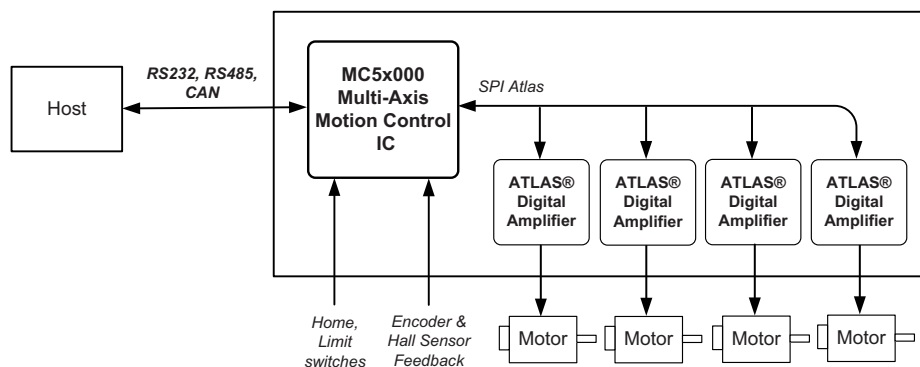 Host
RS232, RS485,
CAN
MC5x000
Multi-Axis
Motion Control
IC
SPI Atlas
ATLAS®
Digital
Amplifier
ATLAS®
Digital
Amplifier
ATLAS®
Digital
Amplifier
ATLAS®
Digital
Amplifier
Home,
Limit
switches
Encoder &
Hall Sensor
Feedback
Motor
Motor
Motor
Motor